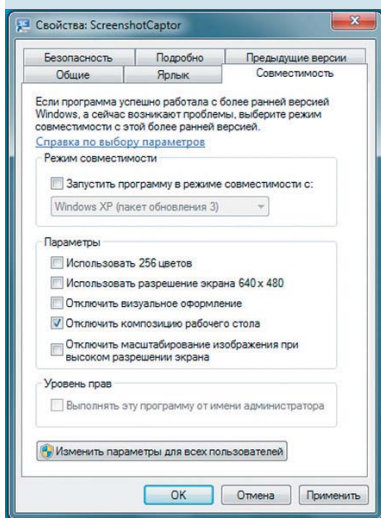 Свойства: ScreenshotCaptor
Безопасность Подробно Предыдущие версии
Общие Ярлык Совместимость
Если программа успешно работала с более ранней версией
Windows, а сейчас возникают проблемы, выберите режим
совместимости с этой более ранней версией.
Справка по выбору параметров
Режим совместимости
Запустить программу в режиме совместимости с:
Windows XP (пакет обновления 3)
Параметры
Использовать 256 цветов
Использовать разрешение экрана 640 x 480
Отключить визуальное оформление
Отключить композицию рабочего стола
Отключить масштабирование изображения при
высоком разрешении экрана
Уровень прав
Выполнять эту программу от имени администратора
Изменить параметры для всех пользователей
OK Отмена Применить